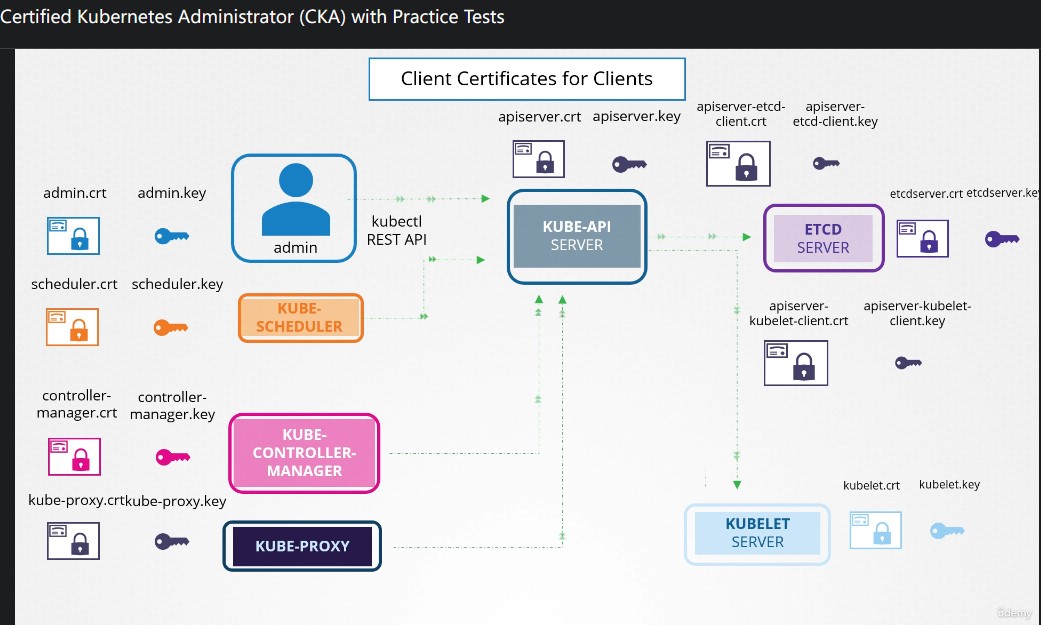 Certified Kubernetes Administrator (CKA) with Practice Tests
Client Certificates for Clients
apiserver.crt
apiserver.key
apiserver-etcd-
client.crt
apiserver-
etcd-client.key
admin.crt
admin.key
admin
kubectl
REST API
KUBE-API
SERVER
ETCD
SERVER
etcdserver.crt
etcdserver.key
scheduler.crt
scheduler.key
KUBE-
SCHEDULER
apiserver-
kubelet-client.crt
apiserver-kubelet-
client.key
controller-
manager.crt
controller-
manager.key
KUBE-
CONTROLLER-
MANAGER
kube-proxy.crt
kube-proxy.key
KUBE-PROXY
KUBELET
SERVER
kubelet.crt
kubelet.key
ûdemy